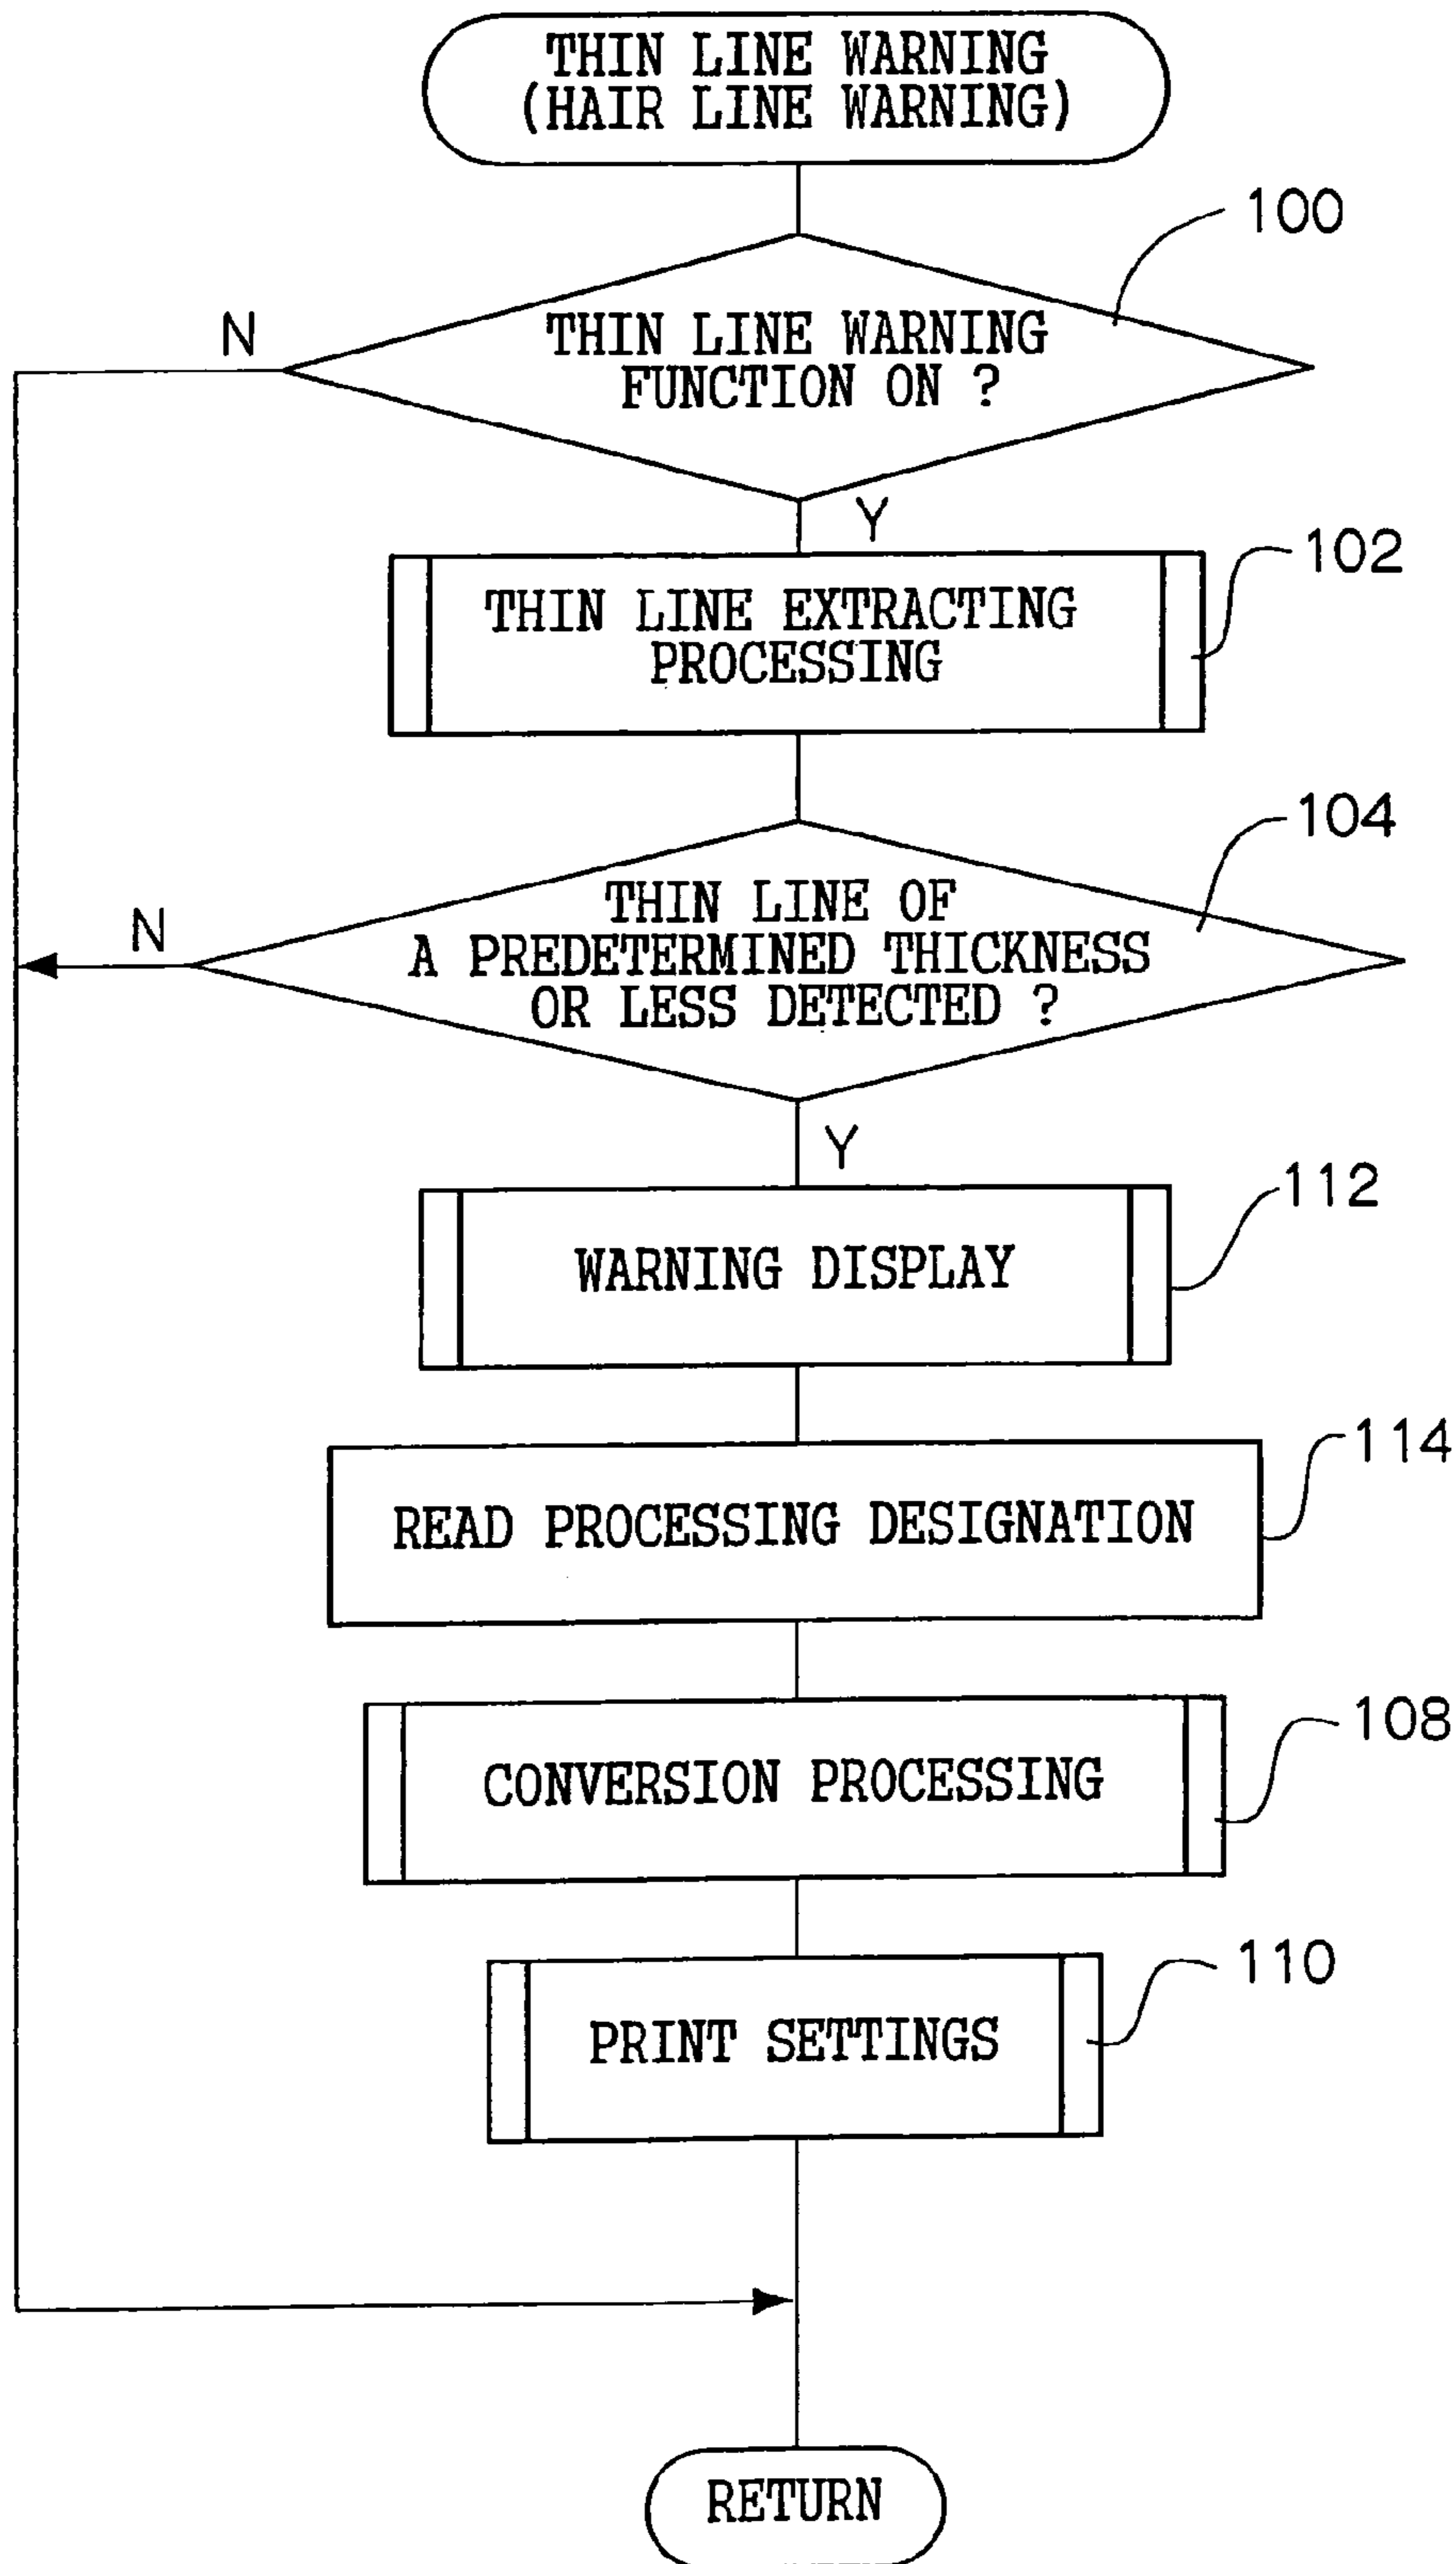 THIN LINE WARNING
(HAIR LINE WARNING)
100
N
THIN LINE WARNING
FUNCTION ON ?
Y
102
THIN LINE EXTRACTING
PROCESSING
104
N
THIN LINE OF
A PREDETERMINED THICKNESS
OR LESS DETECTED ?
Y
112
WARNING DISPLAY
114
READ PROCESSING DESIGNATION
108
CONVERSION PROCESSING
110
PRINT SETTINGS
RETURN